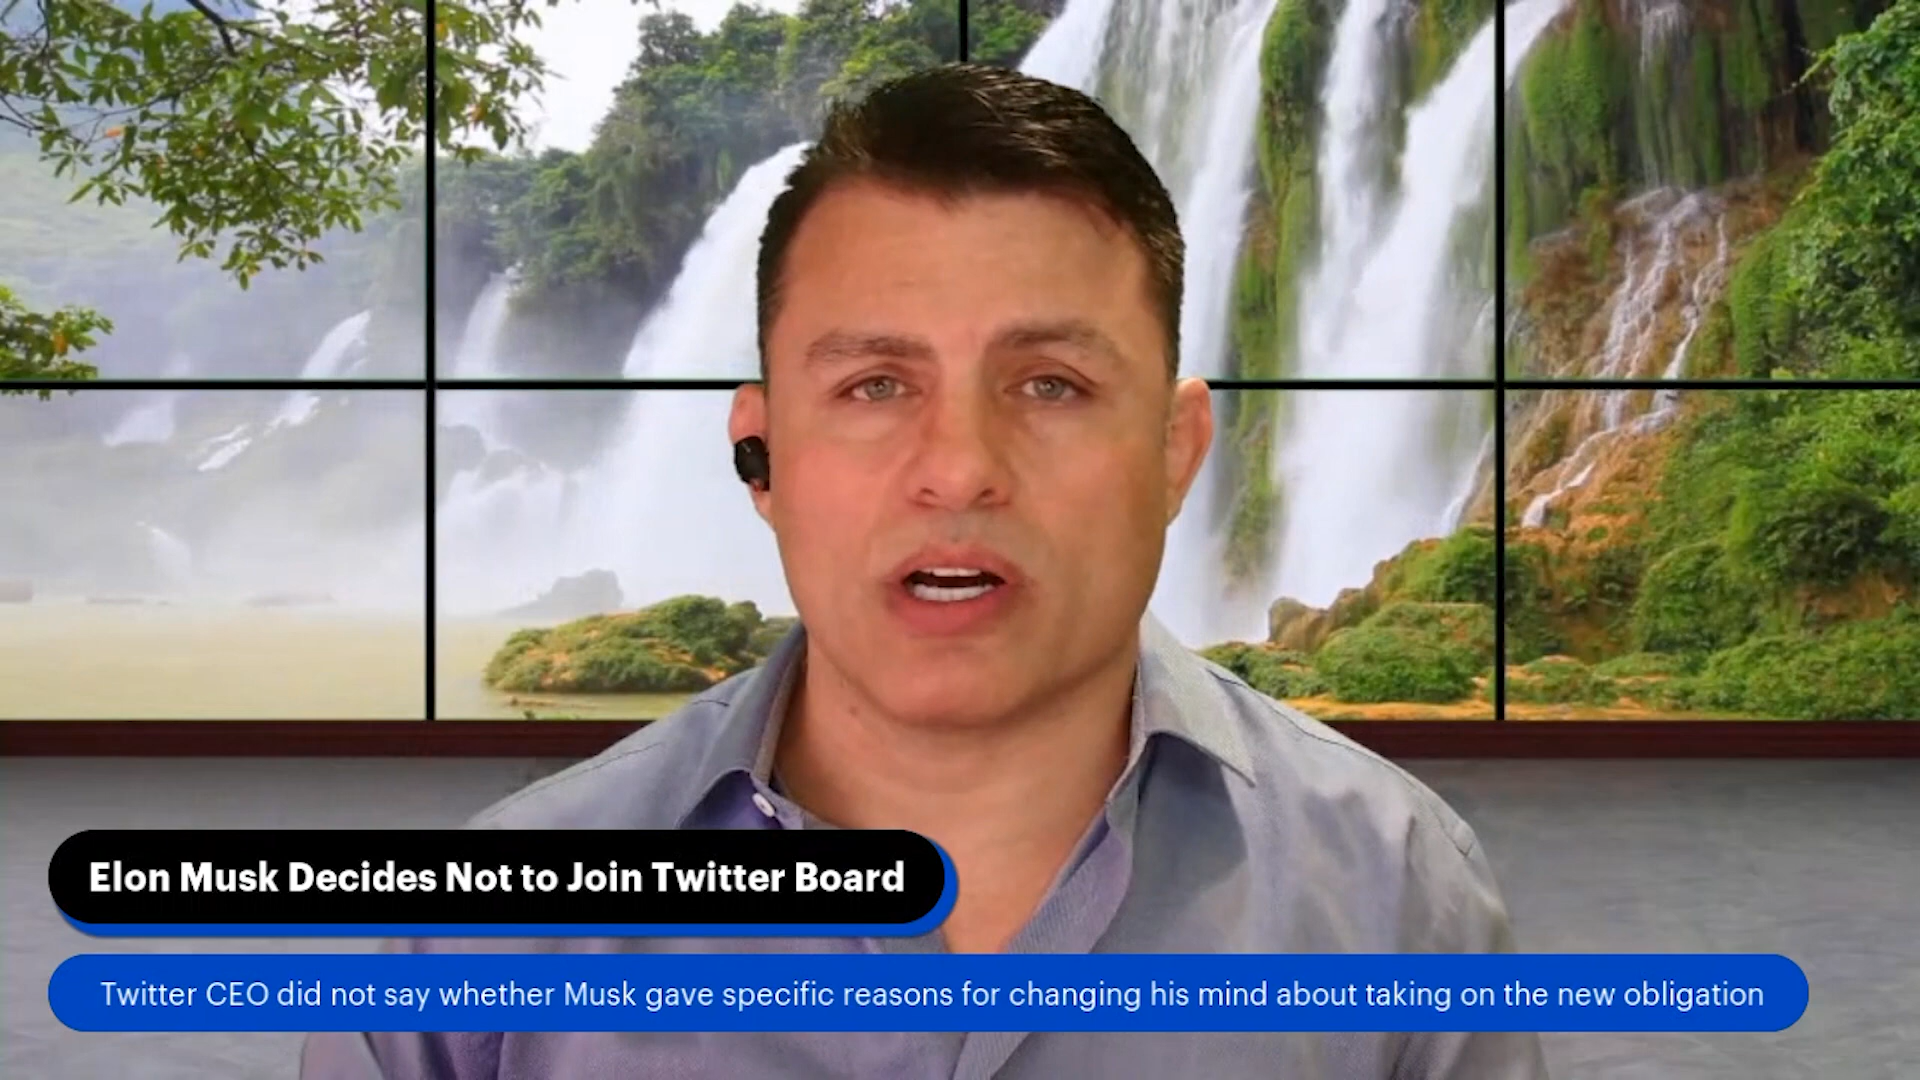 Elon Musk Decides Not to Join Twitter Board
Twitter CEO did not say whether Musk gave specific reasons for changing his mind about taking on the new obligation